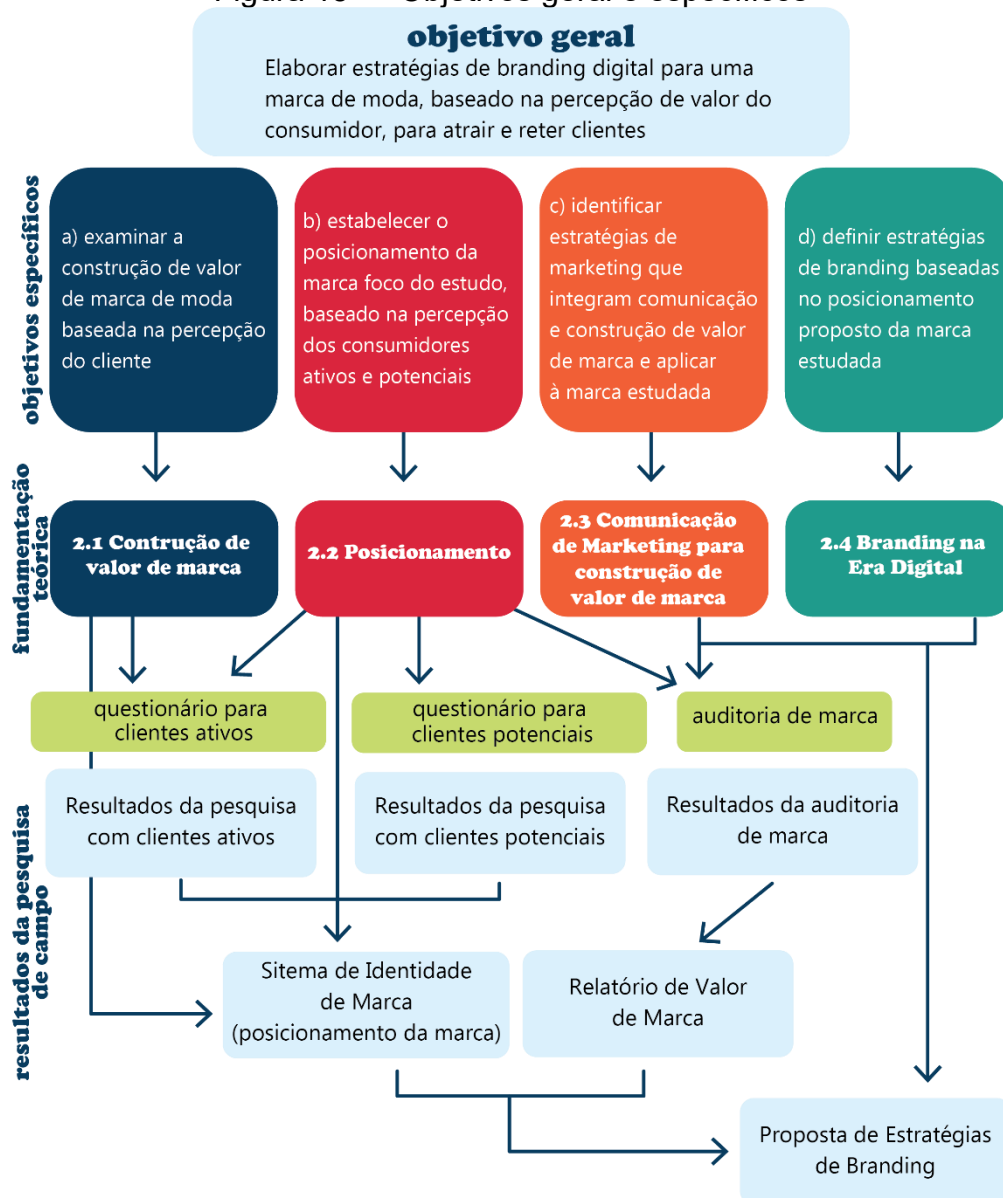 objetivo geral
Elaborar estratégias de branding digital para uma
marca de moda, baseado na percepção de valor do
consumidor, para atrair e reter clientes
objetivos específicos
a) examinar a
construção de valor
de marca de moda
baseada na percepção
do cliente
b) estabelecer o
posicionamento da
marca foco do estudo,
baseado na percepção
dos consumidores
ativos e potenciais
c) identificar
estratégias de
marketing que
integram comunicação
e construção de valor
de marca e aplicar
à marca estudada
d) definir estratégias
de branding baseadas
no posicionamento
proposto da marca
estudada
fundamentação
teórica
2.1 Contrução de
valor de marca
2.2 Posicionamento
2.3 Comunicação
de Marketing para
construção de
valor de marca
2.4 Branding na
Era Digital
questionário para
clientes ativos
questionário para
clientes potenciais
auditoria de marca
resultados da pesquisa
de campo
Resultados da pesquisa
com clientes ativos
Resultados da pesquisa
com clientes potenciais
Resultados da auditoria
de marca
Sitema de Identidade
de Marca
(posicionamento da marca)
Relatório de Valor
de Marca
Proposta de Estratégias
de Branding